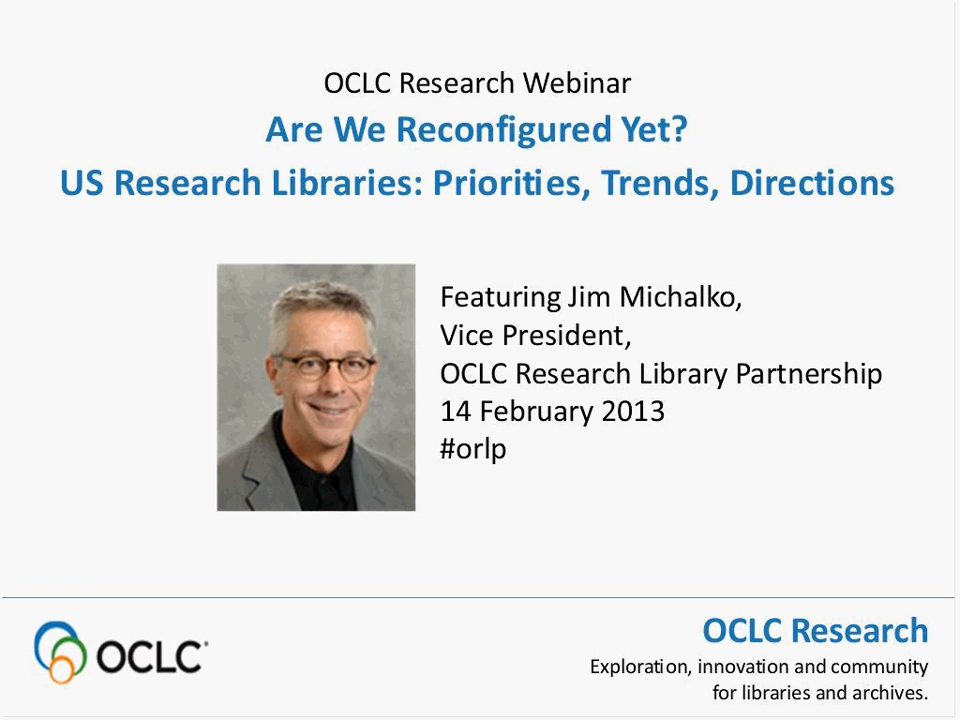 OCLC Research Webinar
Are We Reconfigured Yet?
US Research Libraries: Priorities, Trends, Directions
Featuring Jim Michalko,
Vice President,
OCLC Research Library Partnership
14 February 2013
#orlp
OCLC
OCLC Research
Exploration, innovation and community
for libraries and archives.